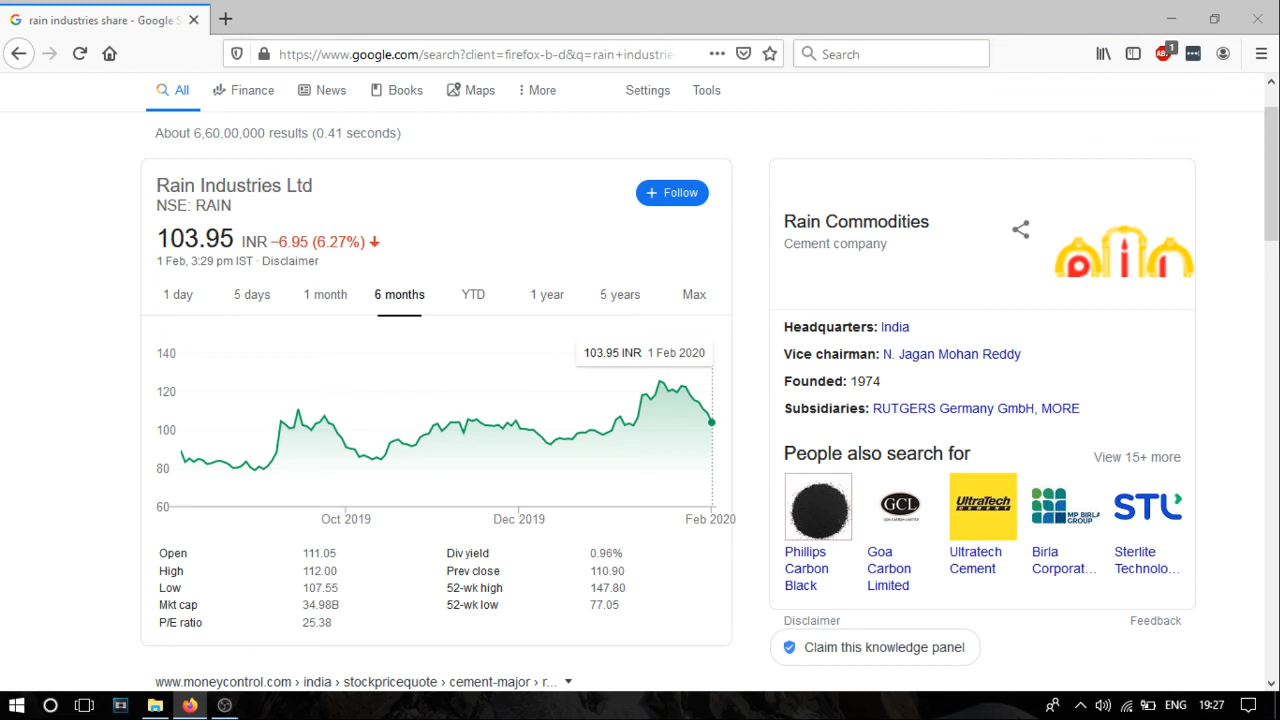 rain industries share - Google S
https://www.google.com/search?client=firefox-b-d&q=rain+industrie
Search
1
All
Finance
News
Books
Maps
More
Settings
Tools
About 6,60,00,000 results (0.41 seconds)
Rain Industries Ltd
NSE: RAIN
+ Follow
103.95 INR −6.95 (6.27%)
1 Feb, 3:29 pm IST · Disclaimer
1 day 5 days 1 month 6 months YTD 1 year 5 years Max
103.95 INR 1 Feb 2020
140
120
100
80
60
Oct 2019 Dec 2019 Feb 2020
Open 111.05 Div yield 0.96%
High 112.00 Prev close 110.90
Low 107.55 52-wk high 147.80
Mkt cap 34.98B 52-wk low 77.05
P/E ratio 25.38
www.moneycontrol.com › india › stockpricequote › cement-major › r...
Rain Commodities
Cement company
Headquarters: India
Vice chairman: N. Jagan Mohan Reddy
Founded: 1974
Subsidiaries: RUTGERS Germany GmbH, MORE
People also search for
View 15+ more
GCL
UltraTech
CEMENT
MP BIRLA
GROUP
STL
Phillips Carbon Black
Goa Carbon Limited
Ultratech Cement
Birla Corporat...
Sterlite Technolo...
Disclaimer
Feedback
Claim this knowledge panel
ENG
19:27